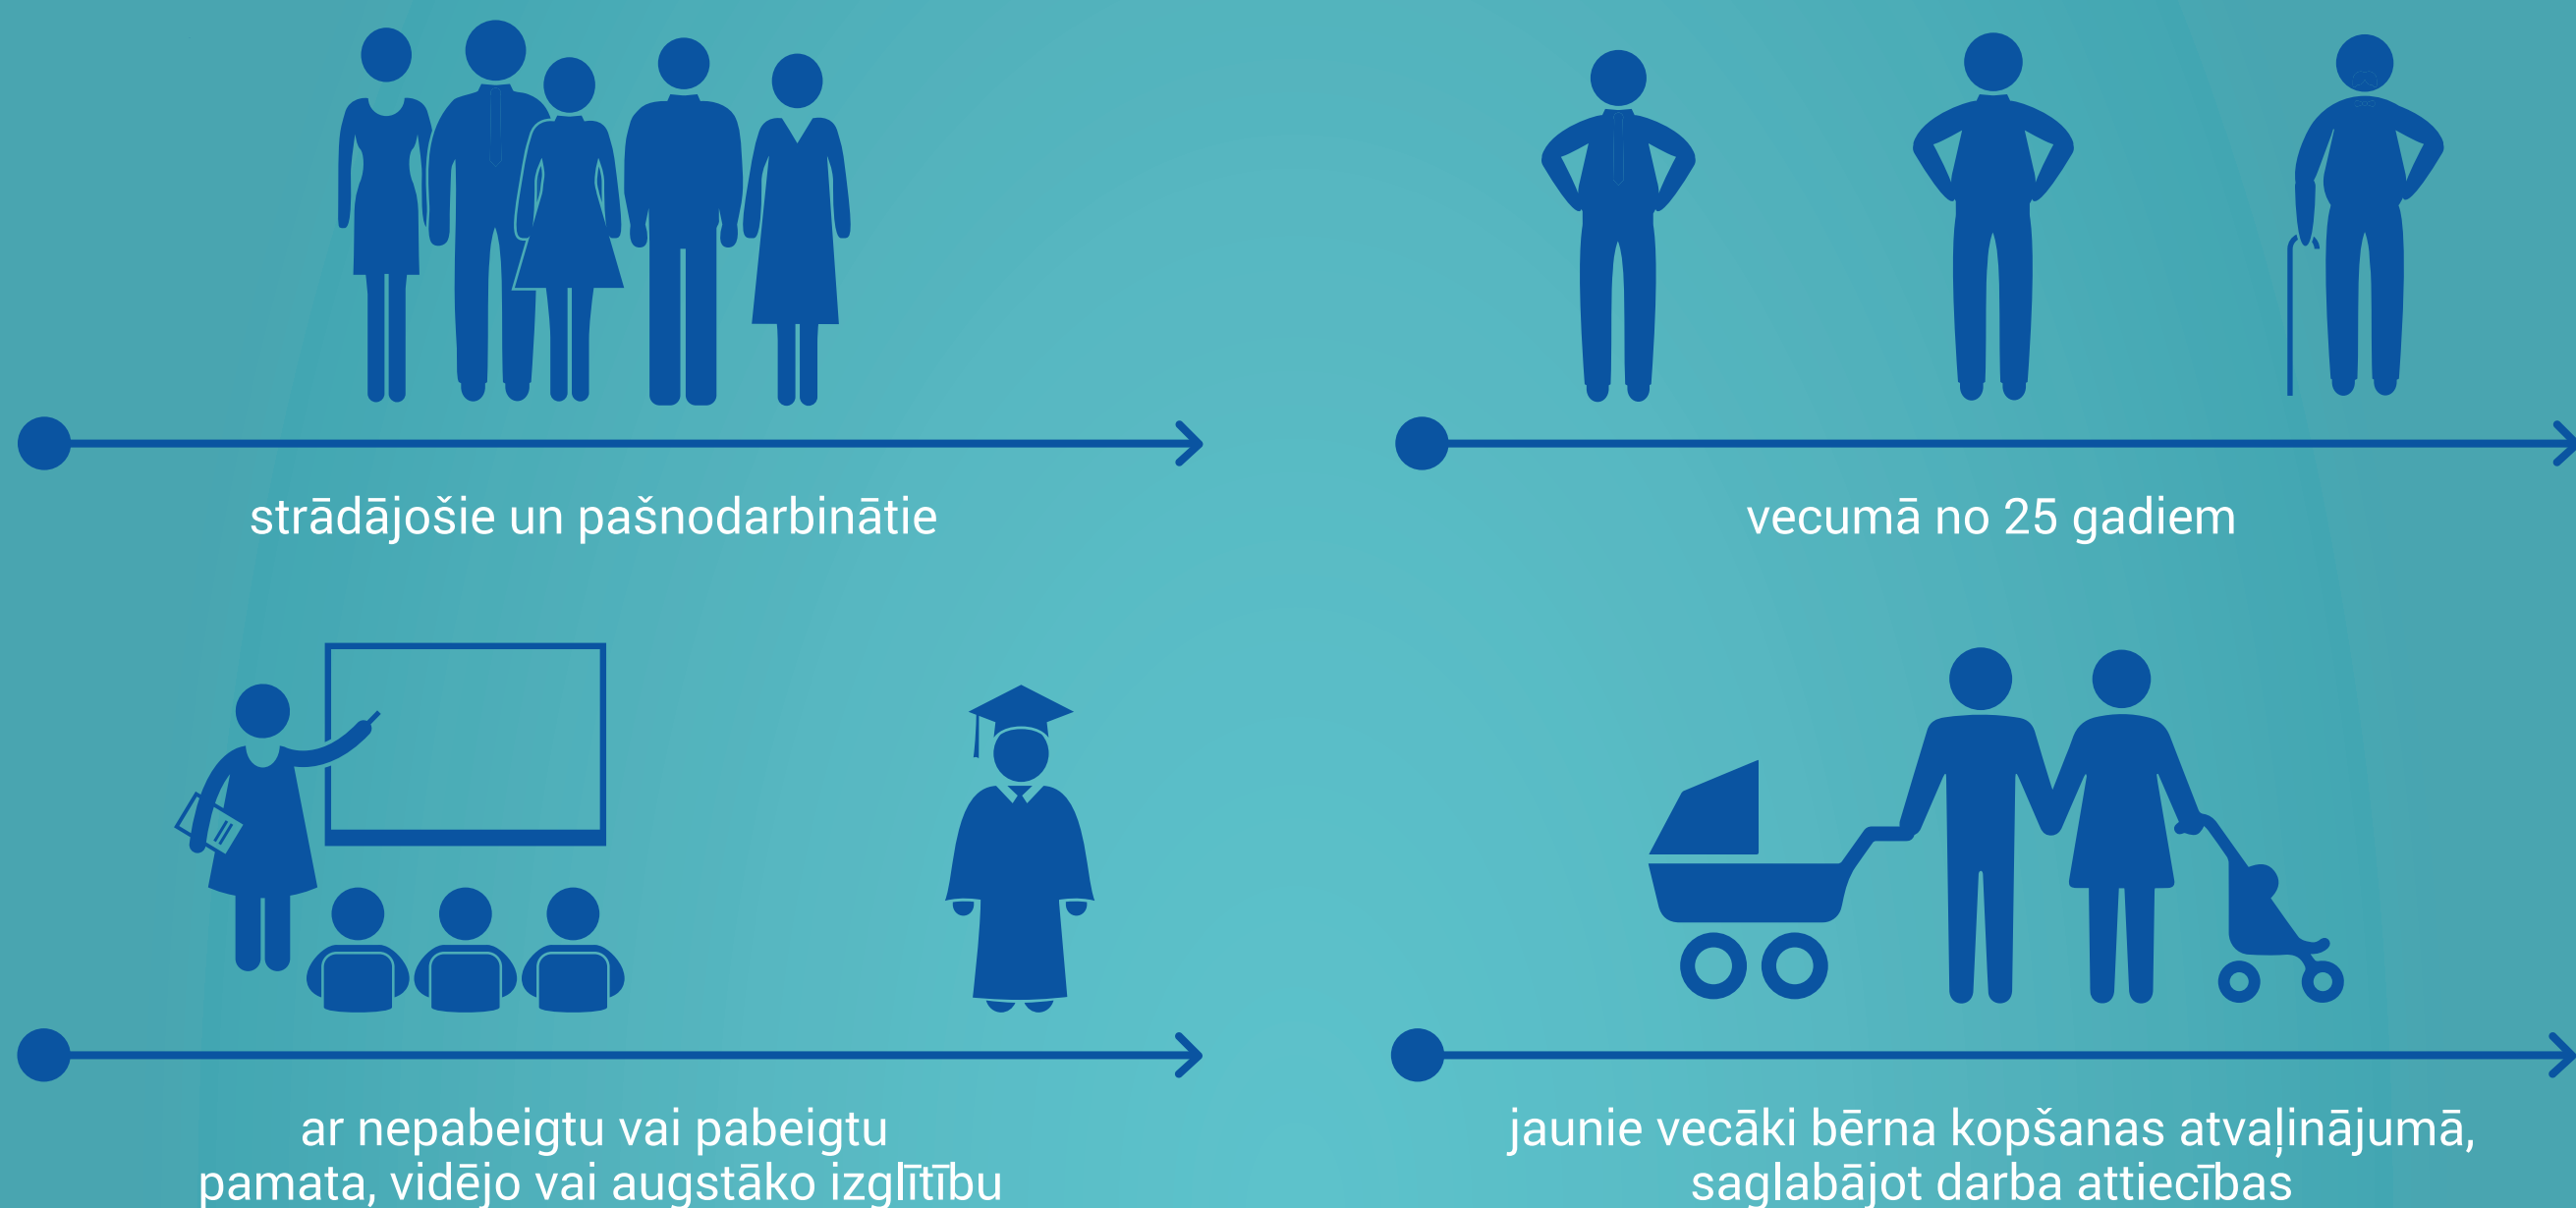 strādājošie un pašnodarbinātie
vecumā no 25 gadiem
ar nepabeigtu vai pabeigtu
pamata, vidējo vai augstāko izglītību
jaunie vecāki bērna kopšanas atvaļinājumā,
saglabājot darba attiecības